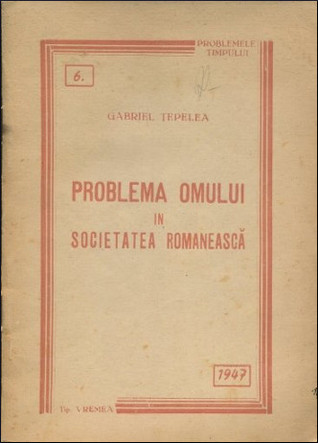 PROBLEMELE
TIMPULUI
6.
GABRIEL ȚEPELEA
PROBLEMA OMULUI
IN
SOCIETATEA ROMANEASCĂ
1947
Tip. VREMEA